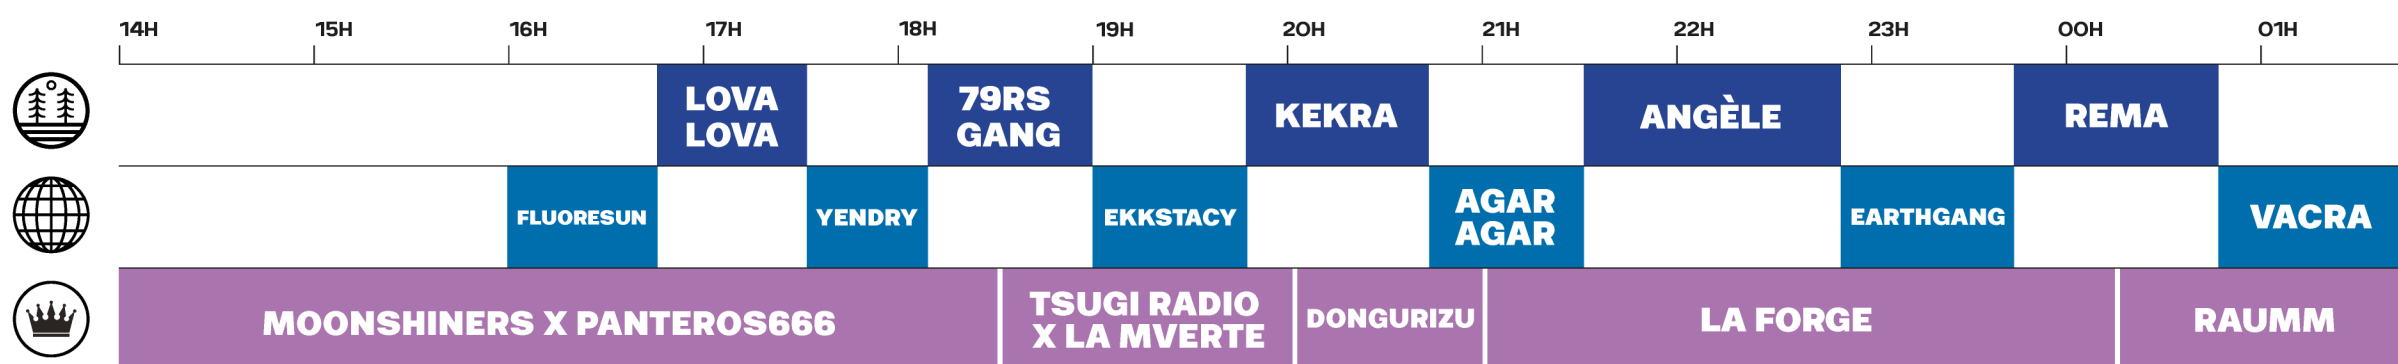 14H 15H 16H 17H 18H 19H 20H 21H 22H 23H 00H 01H
LOVA
LOVA
79RS
GANG
KEKRA
ANGÈLE
REMA
FLUORESUN
YENDRY
EKKSTACY
AGAR
AGAR
EARTHGANG
VACRA
MOONSHINERS X PANTEROS666
TSUGI RADIO
X LA MVERTE
DONGURIZU
LA FORGE
RAUMM